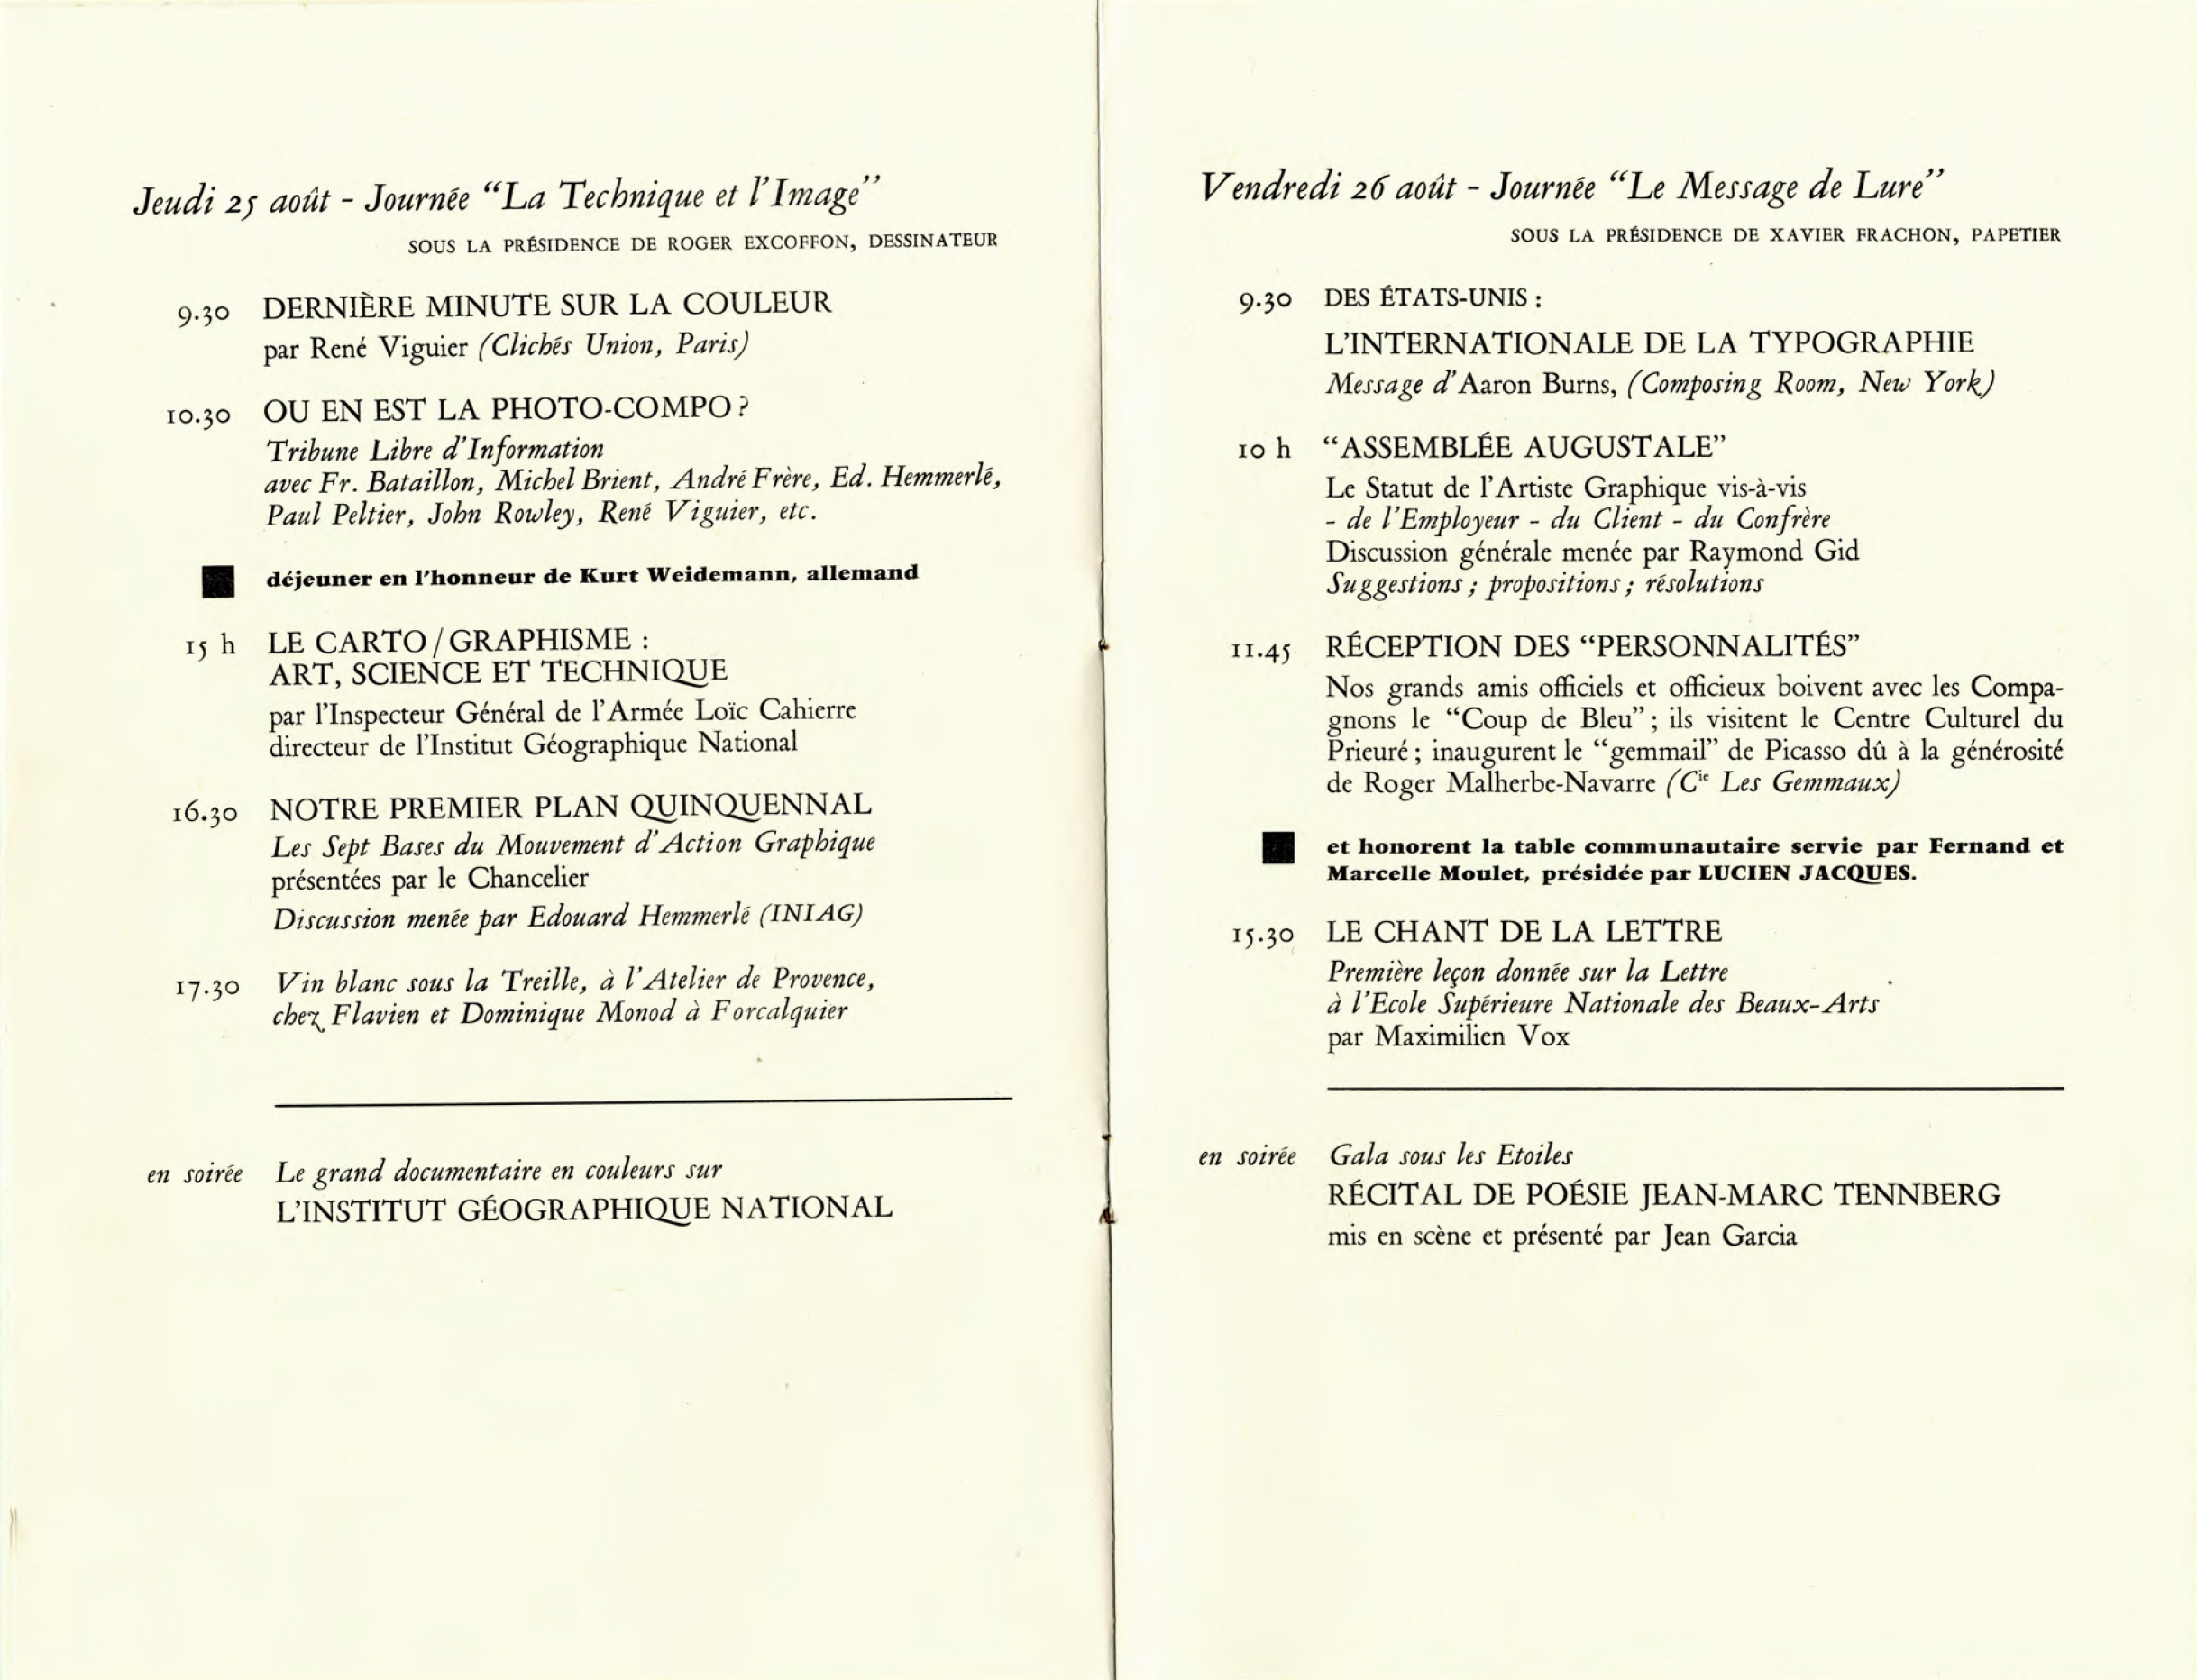 Jeudi 25 août - Journée “La Technique et l’Image”
SOUS LA PRÉSIDENCE DE ROGER EXCOFFON, DESSINATEUR
9.30 DERNIÈRE MINUTE SUR LA COULEUR
par René Viguier (Clichés Union, Paris)
10.30 OU EN EST LA PHOTO-COMPO ?
Tribune Libre d’Information
avec Fr. Bataillon, Michel Brient, André Frère, Ed. Hemmerlé,
Paul Peltier, John Rowley, René Viguier, etc.
déjeuner en l’honneur de Kurt Weidemann, allemand
15 h LE CARTO / GRAPHISME :
ART, SCIENCE ET TECHNIQUE
par l’Inspecteur Général de l’Armée Loïc Cahierre
directeur de l’Institut Géographique National
16.30 NOTRE PREMIER PLAN QUINQUENNAL
Les Sept Bases du Mouvement d’Action Graphique
présentées par le Chancelier
Discussion menée par Edouard Hemmerlé (INIAG)
17.30 Vin blanc sous la Treille, à l’Atelier de Provence,
chez Flavien et Dominique Monod à Forcalquier
en soirée Le grand documentaire en couleurs sur
L’INSTITUT GÉOGRAPHIQUE NATIONAL
Vendredi 26 août - Journée “Le Message de Lure”
SOUS LA PRÉSIDENCE DE XAVIER FRACHON, PAPETIER
9.30 DES ÉTATS-UNIS :
L’INTERNATIONALE DE LA TYPOGRAPHIE
Message d’Aaron Burns, (Composing Room, New York)
10 h “ASSEMBLÉE AUGUSTALE”
Le Statut de l’Artiste Graphique vis-à-vis
- de l’Employeur - du Client - du Confrère
Discussion générale menée par Raymond Gid
Suggestions ; propositions ; résolutions
11.45 RÉCEPTION DES “PERSONNALITÉS”
Nos grands amis officiels et officieux boivent avec les Compa-
gnons le “Coup de Bleu” ; ils visitent le Centre Culturel du
Prieuré ; inaugurent le “gemmail” de Picasso dû à la générosité
de Roger Malherbe-Navarre (Cie Les Gemmaux)
et honorent la table communautaire servie par Fernand et
Marcelle Moulet, présidée par LUCIEN JACQUES.
15.30 LE CHANT DE LA LETTRE
Première leçon donnée sur la Lettre
à l’Ecole Supérieure Nationale des Beaux-Arts
par Maximilien Vox
en soirée Gala sous les Etoiles
RÉCITAL DE POÉSIE JEAN-MARC TENNBERG
mis en scène et présenté par Jean Garcia